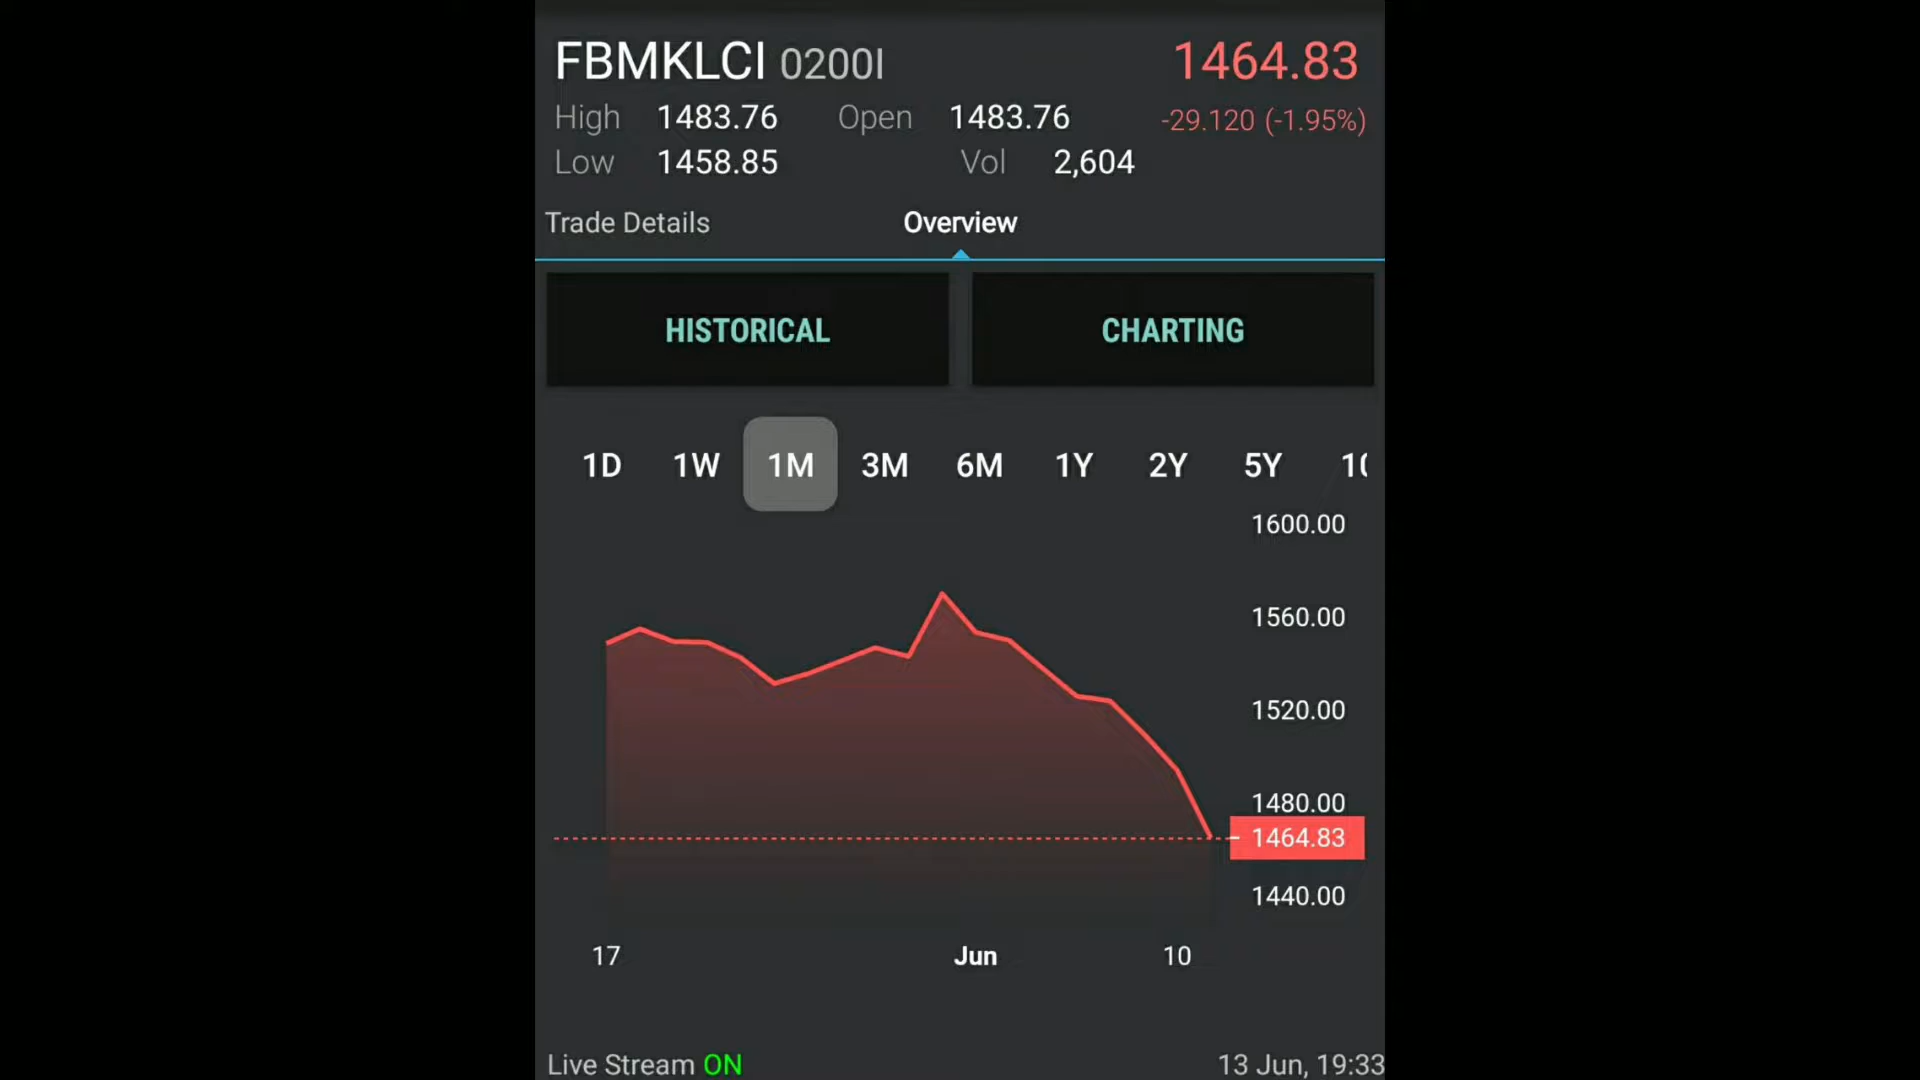 FBMKLCI 0200I 1464.83
High 1483.76 Open 1483.76 -29.120 (-1.95%)
Low 1458.85 Vol 2,604
Trade Details Overview
HISTORICAL CHARTING
1D 1W 1M 3M 6M 1Y 2Y 5Y
1600.00
1560.00
1520.00
1480.00
1464.83
1440.00
17 Jun 10
Live Stream ON 13 Jun, 19:33